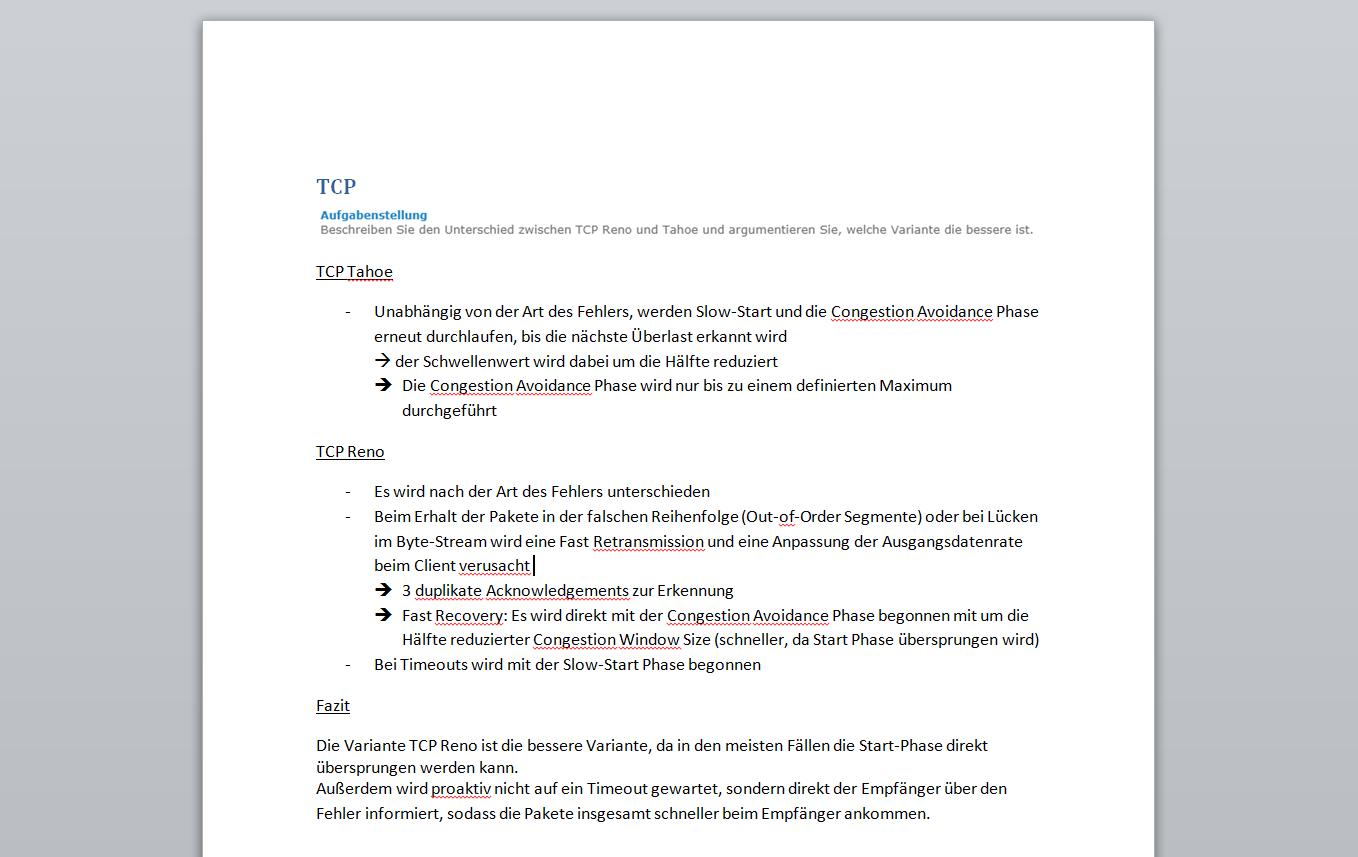 TCP
Aufgabenstellung
Beschreiben Sie den Unterschied zwischen TCP Reno und Tahoe und argumentieren Sie, welche Variante die bessere ist.
TCP Tahoe
- Unabhängig von der Art des Fehlers, werden Slow-Start und die Congestion Avoidance Phase
erneut durchlaufen, bis die nächste Überlast erkannt wird
→ der Schwellenwert wird dabei um die Hälfte reduziert
➔ Die Congestion Avoidance Phase wird nur bis zu einem definierten Maximum
durchgeführt
TCP Reno
- Es wird nach der Art des Fehlers unterschieden
- Beim Erhalt der Pakete in der falschen Reihenfolge (Out-of-Order Segmente) oder bei Lücken
im Byte-Stream wird eine Fast Retransmission und eine Anpassung der Ausgangsdatenrate
beim Client verusacht
➔ 3 duplikate Acknowledgements zur Erkennung
➔ Fast Recovery: Es wird direkt mit der Congestion Avoidance Phase begonnen mit um die
Hälfte reduzierter Congestion Window Size (schneller, da Start Phase übersprungen wird)
- Bei Timeouts wird mit der Slow-Start Phase begonnen
Fazit
Die Variante TCP Reno ist die bessere Variante, da in den meisten Fällen die Start-Phase direkt
übersprungen werden kann.
Außerdem wird proaktiv nicht auf ein Timeout gewartet, sondern direkt der Empfänger über den
Fehler informiert, sodass die Pakete insgesamt schneller beim Empfänger ankommen.